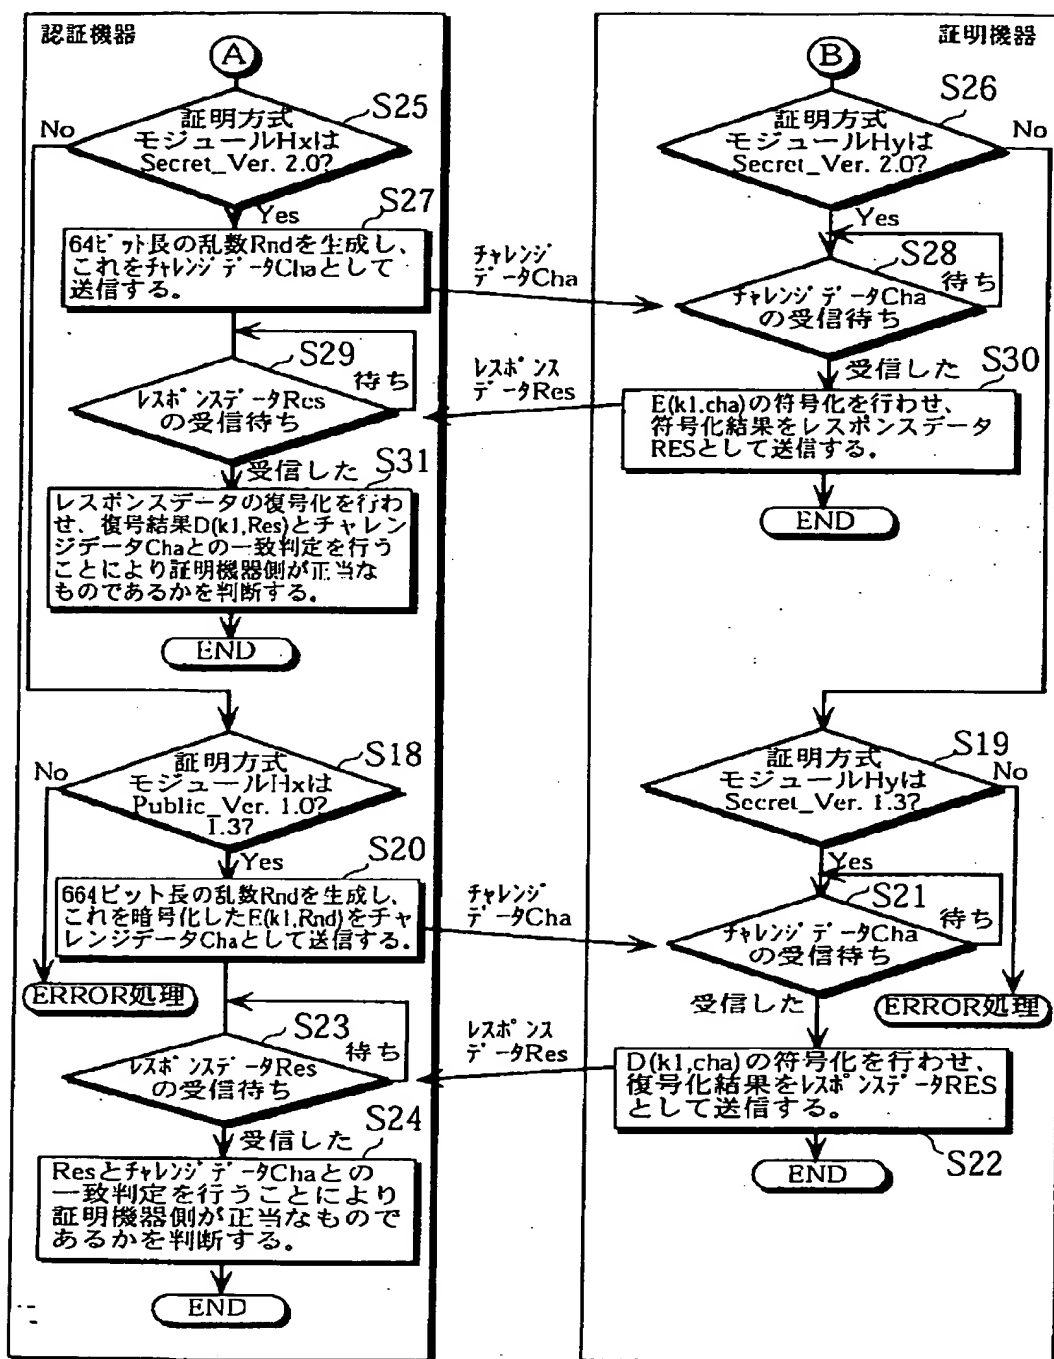 認証機器
A
S25
No
証明方式
モジュールHxは
Secret_Ver. 2.0?
Yes
S27
64ビット長の乱数Rndを生成し、
これをチャレンジデータChaとして
送信する。
チャレンジ
データCha
S29
待ち
レスポンスデータRes
の受信待ち
レスポンス
データRes
受信した
S31
レスポンスデータの復号化を行わ
せ、復号結果D(k1,Res)とチャレン
ジデータChaとの一致判定を行う
ことにより証明機器側が正当な
ものであるかを判断する。
END
S18
No
証明方式
モジュールHxは
Public_Ver. 1.0?
1.3?
Yes
S20
664ビット長の乱数Rndを生成し、
これを暗号化したE(k1,Rnd)をチャ
レンジデータChaとして送信する。
チャレンジ
データCha
ERROR処理
S23
待ち
レスポンスデータRes
の受信待ち
レスポンス
データRes
受信した
S24
ResとチャレンジデータChaとの
一致判定を行うことにより
証明機器側が正当なもので
あるかを判断する。
END
証明機器
B
S26
No
証明方式
モジュールHyは
Secret_Ver. 2.0?
Yes
S28
待ち
チャレンジデータCha
の受信待ち
受信した
S30
E(k1.cha)の符号化を行わせ、
符号化結果をレスポンスデータ
RESとして送信する。
END
S19
No
証明方式
モジュールHyは
Secret_Ver. 1.3?
Yes
S21
待ち
チャレンジデータCha
の受信待ち
受信した
ERROR処理
D(k1,cha)の符号化を行わせ、
復号化結果をレスポンスデータRES
として送信する。
S22
END